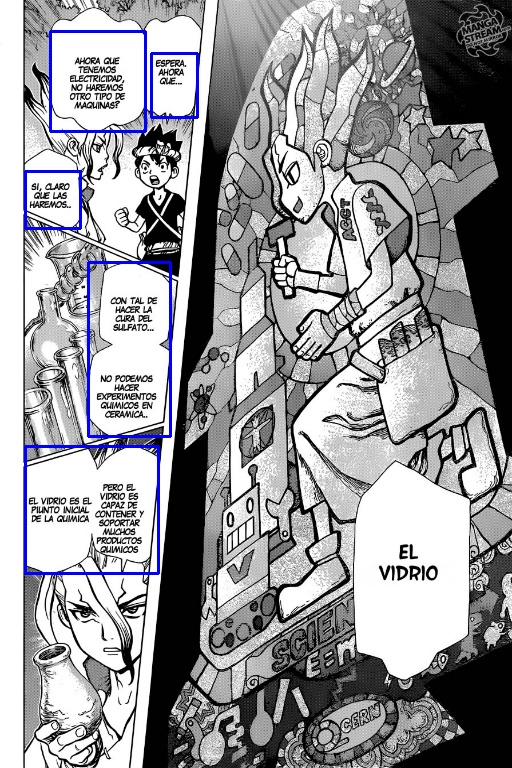 ESPERA.
AHORA
QUE...
AHORA QUE
TENEMOS
ELECTRICIDAD,
NO HAREMOS
OTRO TIPO DE
MAQUINAS?
SI, CLARO
QUE LAS
HAREMOS..
CON TAL DE
HACER LA
CURA DEL
SULFATO...
NO PODEMOS
HACER
EXPERIMENTOS
QUIMICOS EN
CERAMICA..
PERO EL
VIDRIO ES
CAPAZ DE
CONTENER Y
SOPORTAR
MUCHOS
PRODUCTOS
QUIMICOS
EL VIDRIO ES EL
PIUNTO INICIAL
DE LA QUIMICA
EL
VIDRIO
AGCT
SCIEN
CERN
MANGA
STREAM